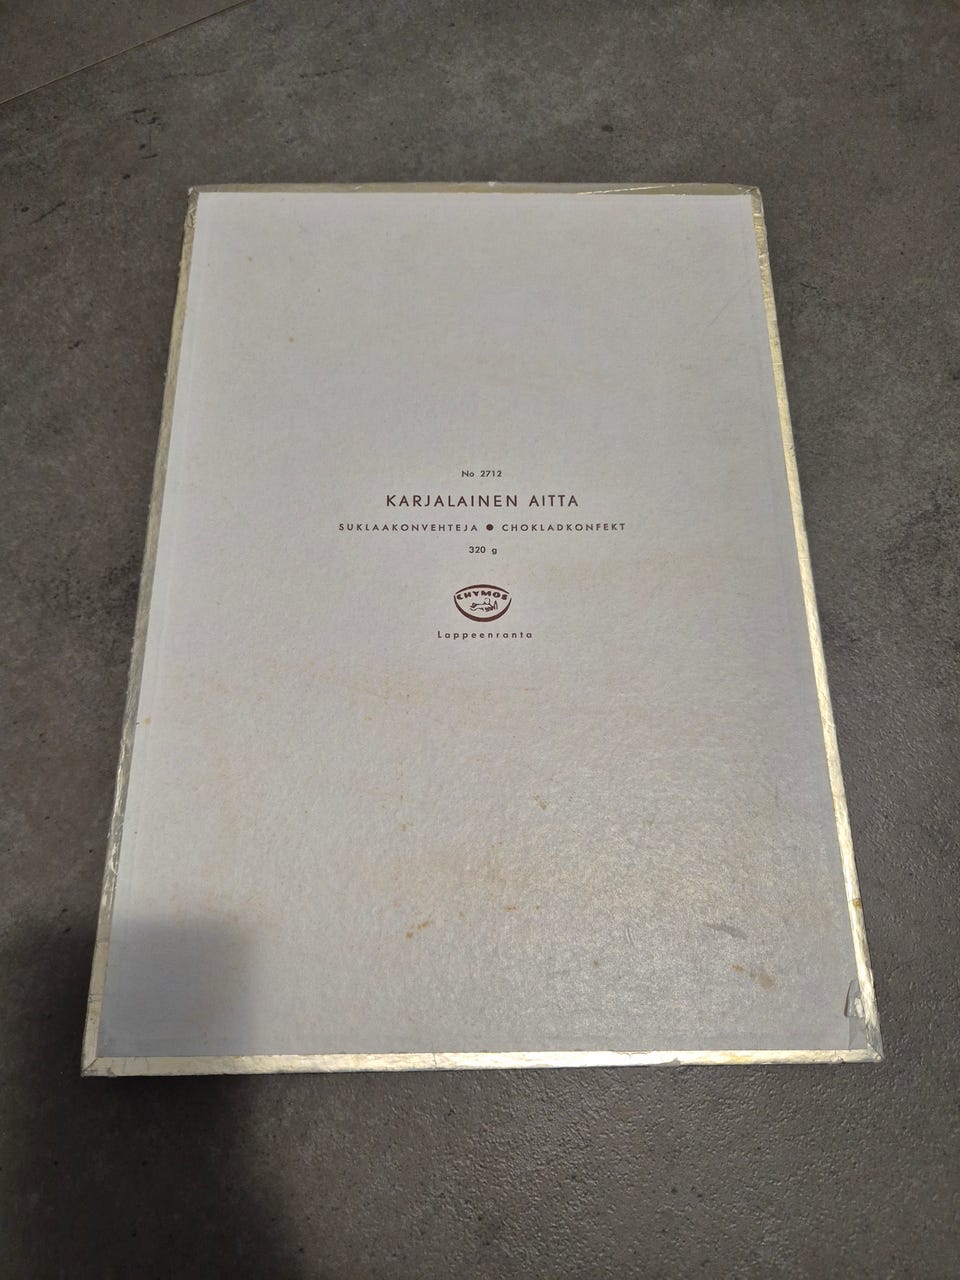 No 2712
KARJALAINEN AITTA
SUKLAAKONVEHTEJA ● CHOKLADKONFEKT
320 g
CHYMOS
Lappeenranta